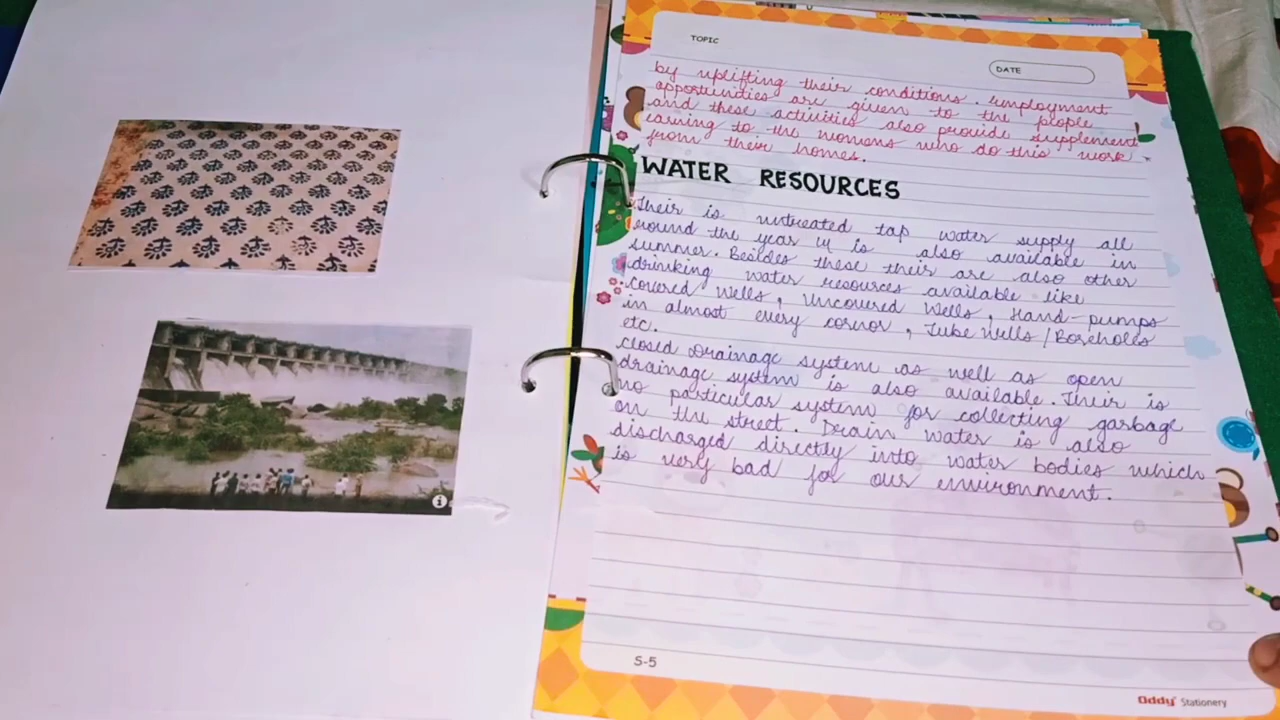 TOPIC
DATE
by uplifting their conditions. Employment
opportunities are given to the people
and these activities also provide supplement
earning to the womans who do this work
from their homes.
WATER RESOURCES
Their is untreated tap water supply all
round the year it is also available in
summer. Besides these their are also other
drinking water resources available like
covered wells, Uncovered Wells, Hand-pumps
in almost every corner, Tube Wells/Boreholes
etc.
Closed Drainage system as well as open
drainage system is also available. Their is
no particular system for collecting garbage
on the street. Drain water is also
discharged directly into water bodies which
is very bad for our environment.
S-5
Oddy Stationery